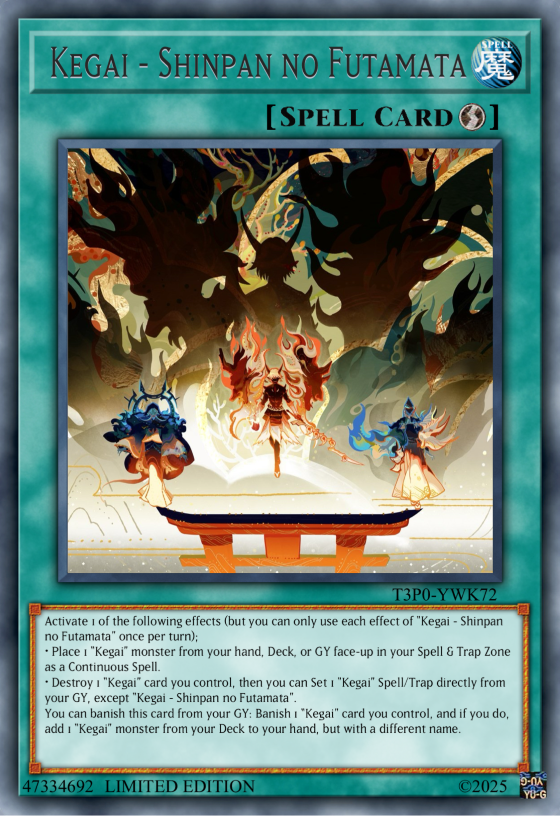 Kegai - Shinpan no Futamata
SPELL
魔
[Spell Card]
T3P0-YWK72
Activate 1 of the following effects (but you can only use each effect of "Kegai - Shinpan
no Futamata" once per turn);
• Place 1 "Kegai" monster from your hand, Deck, or GY face-up in your Spell & Trap Zone
as a Continuous Spell.
• Destroy 1 "Kegai" card you control, then you can Set 1 "Kegai" Spell/Trap directly from
your GY, except "Kegai - Shinpan no Futamata".
You can banish this card from your GY: Banish 1 "Kegai" card you control, and if you do,
add 1 "Kegai" monster from your Deck to your hand, but with a different name.
47334692 LIMITED EDITION
©2025
YU-G
YU-G